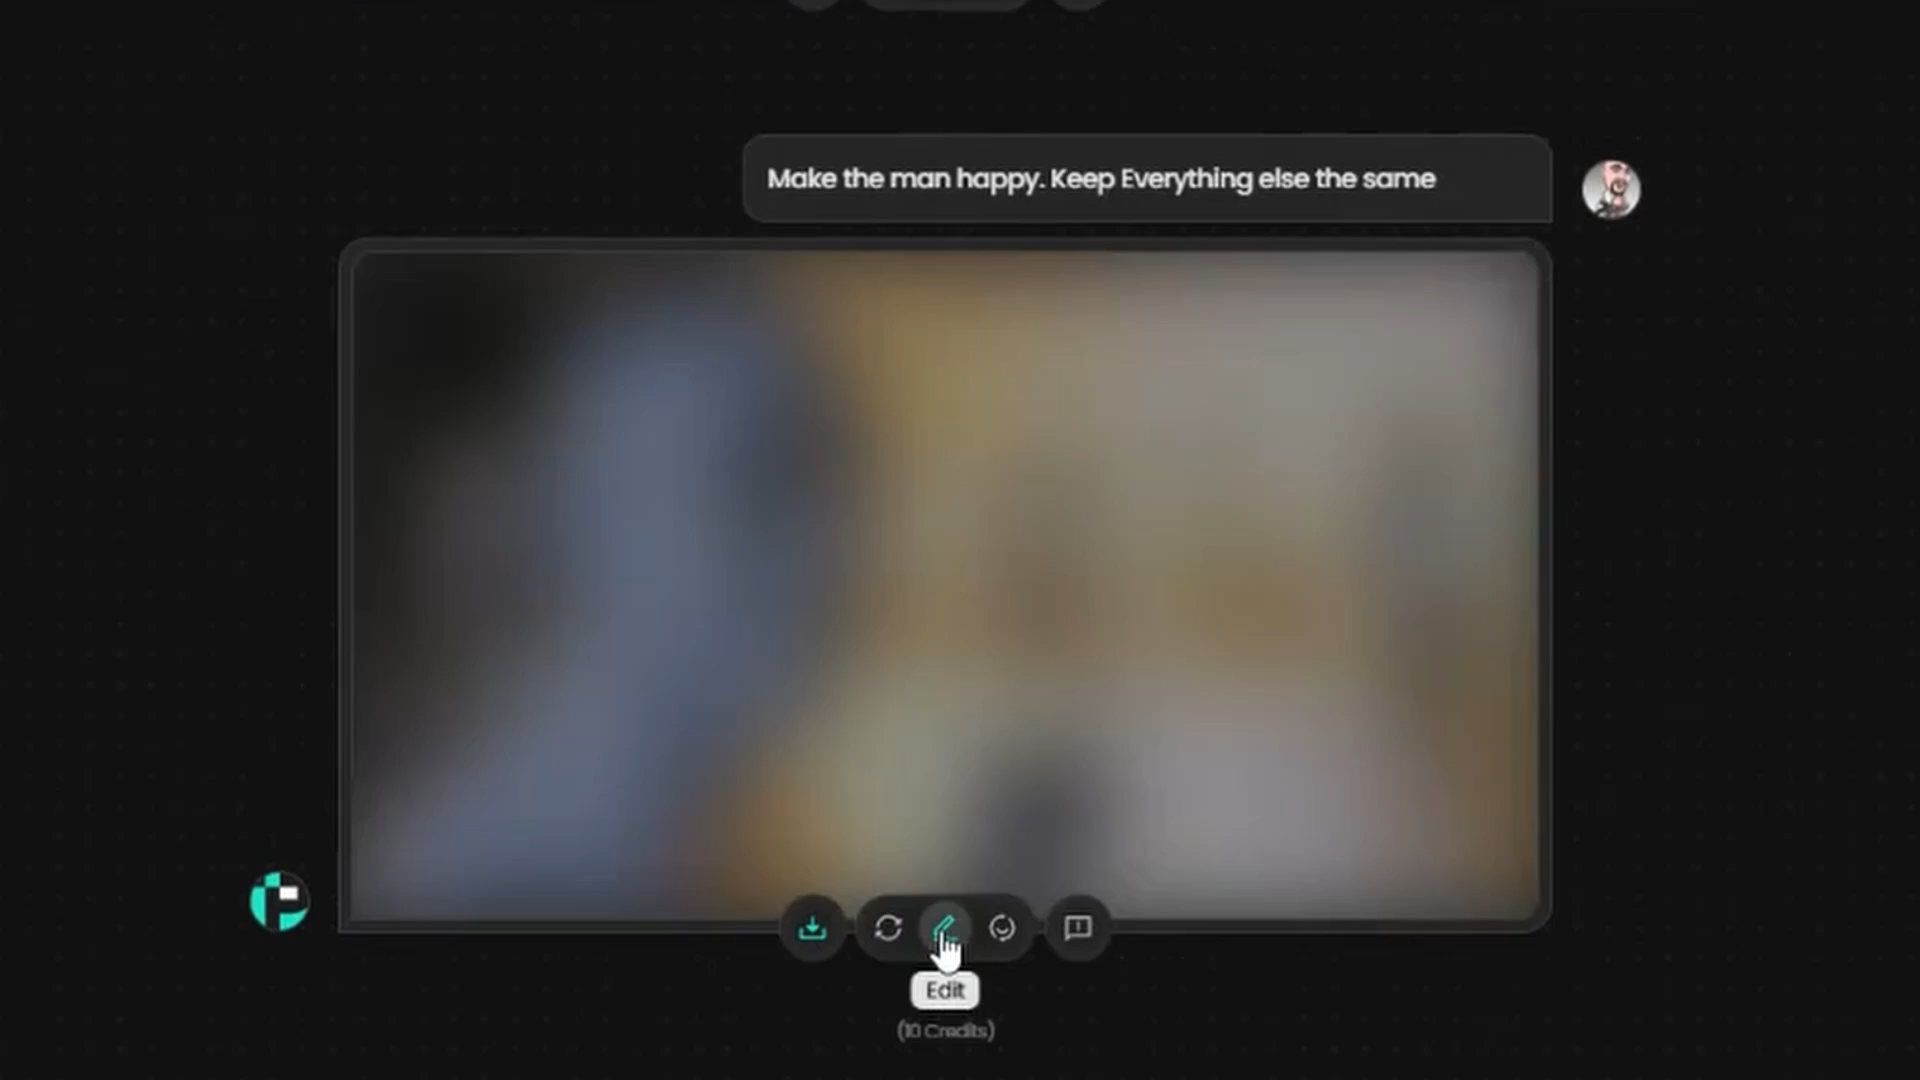 Make the man happy. Keep Everything else the same
Edit
(10 Credits)